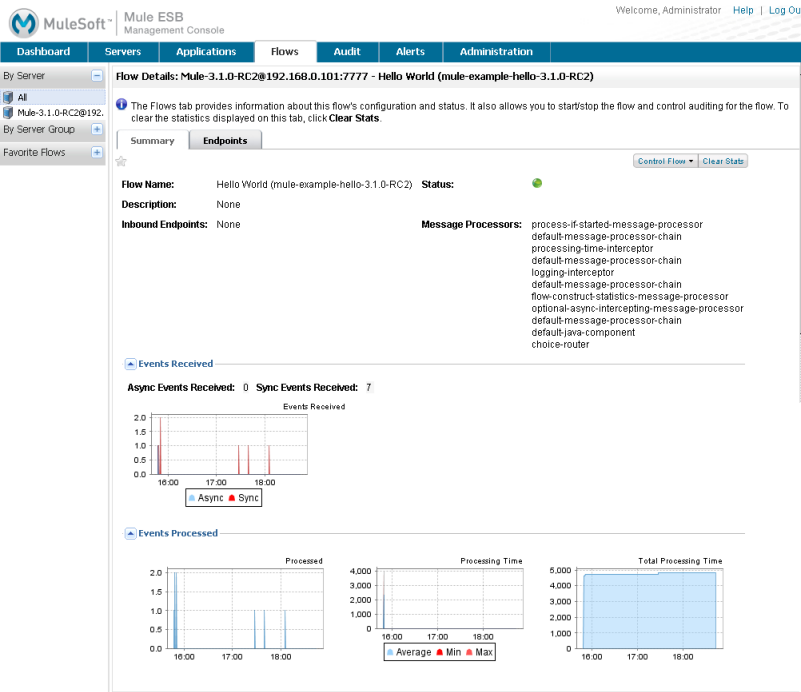 Welcome, Administrator Help | Log Ou
MuleSoft™ Mule ESB
Management Console
Dashboard Servers Applications Flows Audit Alerts Administration
By Server
All
Mule-3.1.0-RC2@192.
By Server Group
Favorite Flows
Flow Details: Mule-3.1.0-RC2@192.168.0.101:7777 - Hello World (mule-example-hello-3.1.0-RC2)
The Flows tab provides information about this flow's configuration and status. It also allows you to start/stop the flow and control auditing for the flow. To
clear the statistics displayed on this tab, click Clear Stats.
Summary Endpoints
Control Flow Clear Stats
Flow Name: Hello World (mule-example-hello-3.1.0-RC2) Status:
Description: None
Inbound Endpoints: None Message Processors: process-if-started-message-processor
default-message-processor-chain
processing-time-interceptor
default-message-processor-chain
logging-interceptor
default-message-processor-chain
flow-construct-statistics-message-processor
optional-async-intercepting-message-processor
default-message-processor-chain
default-java-component
choice-router
Events Received
Async Events Received: 0 Sync Events Received: 7
Events Received
2.0
1.5
1.0
0.5
0.0
16:00 17:00 18:00
Async Sync
Events Processed
Processed
2.0
1.5
1.0
0.5
0.0
16:00 17:00 18:00
Processing Time
4,000
3,000
2,000
1,000
0
16:00 17:00 18:00
Average Min Max
Total Processing Time
5,000
4,000
3,000
2,000
1,000
0
16:00 17:00 18:00